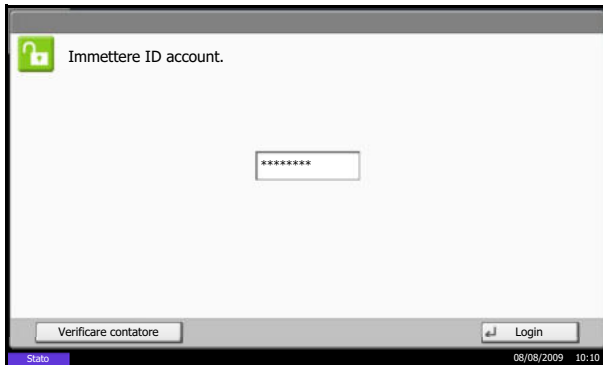 Immettere ID account.
********
Verificare contatore
Login
Stato
08/08/2009 10:10